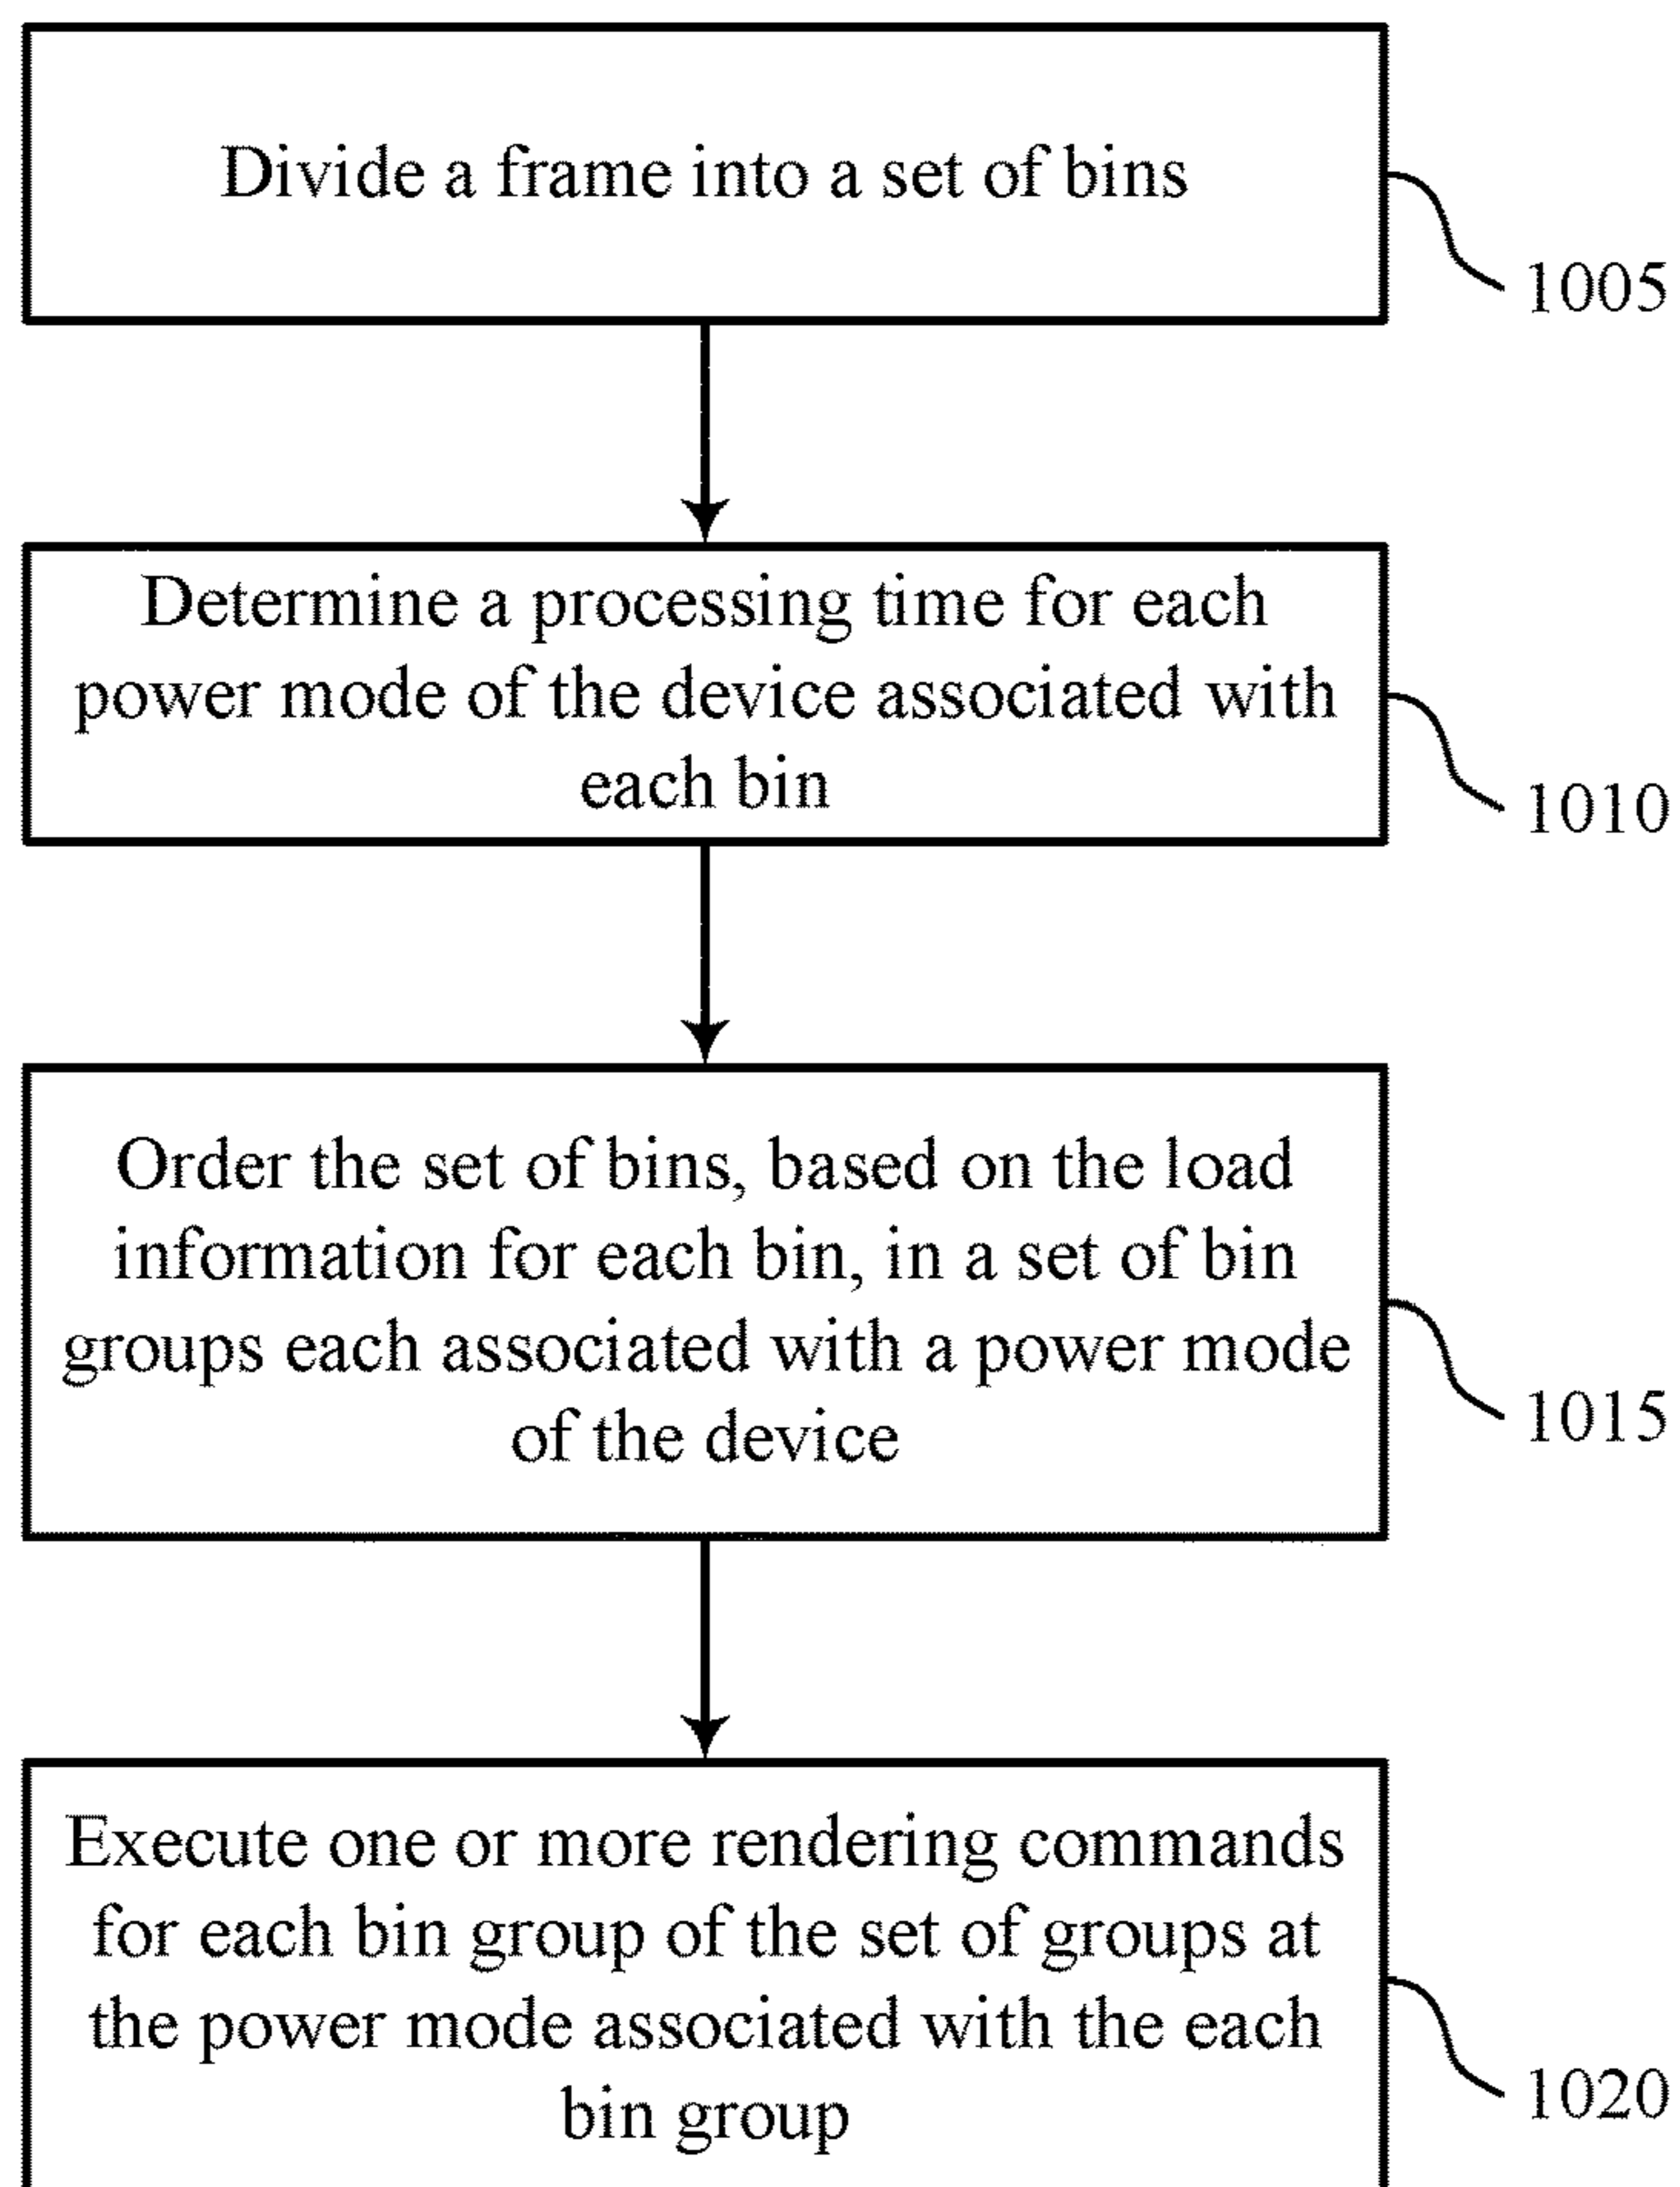 Divide a frame into a set of bins
1005
Determine a processing time for each
power mode of the device associated with
each bin
1010
Order the set of bins, based on the load
information for each bin, in a set of bin
groups each associated with a power mode
of the device
1015
Execute one or more rendering commands
for each bin group of the set of groups at
the power mode associated with the each
bin group
1020